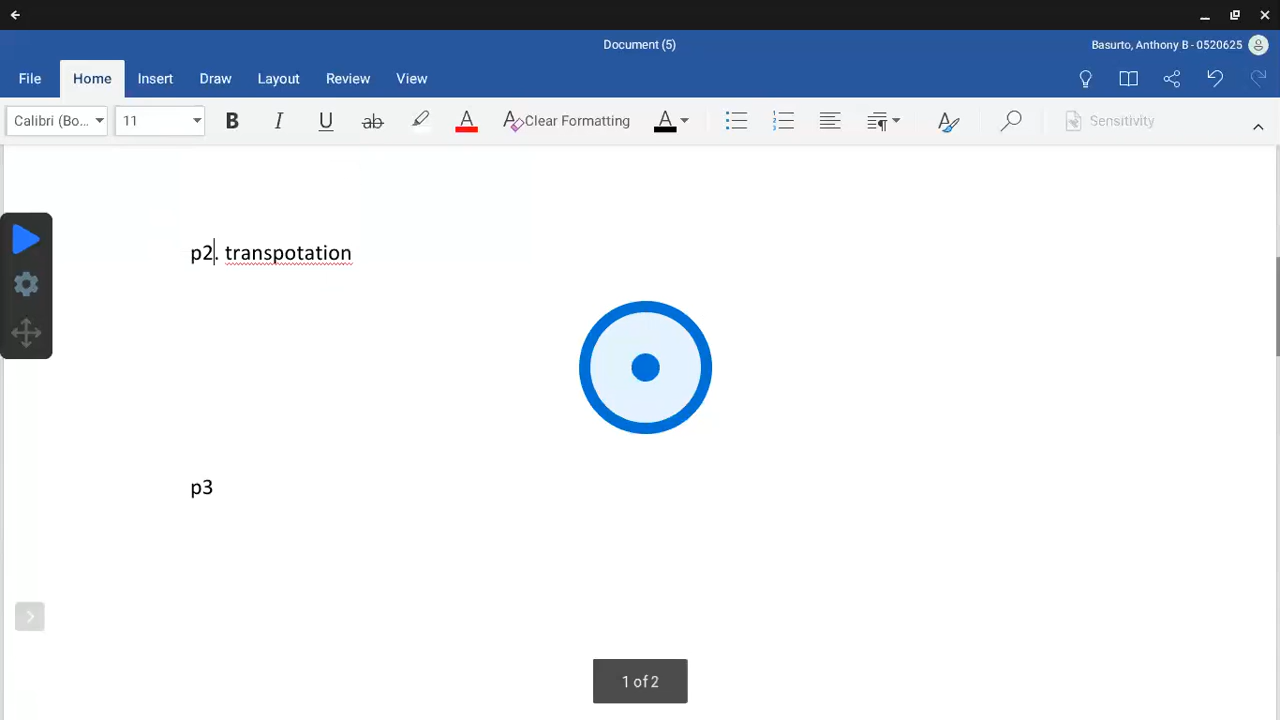 Document (5)
Basurto, Anthony B - 0520625
File Home Insert Draw Layout Review View
Calibri (Bo... 11 B I U ab A A Clear Formatting A Sensitivity
p2. transpotation
p3
1 of 2